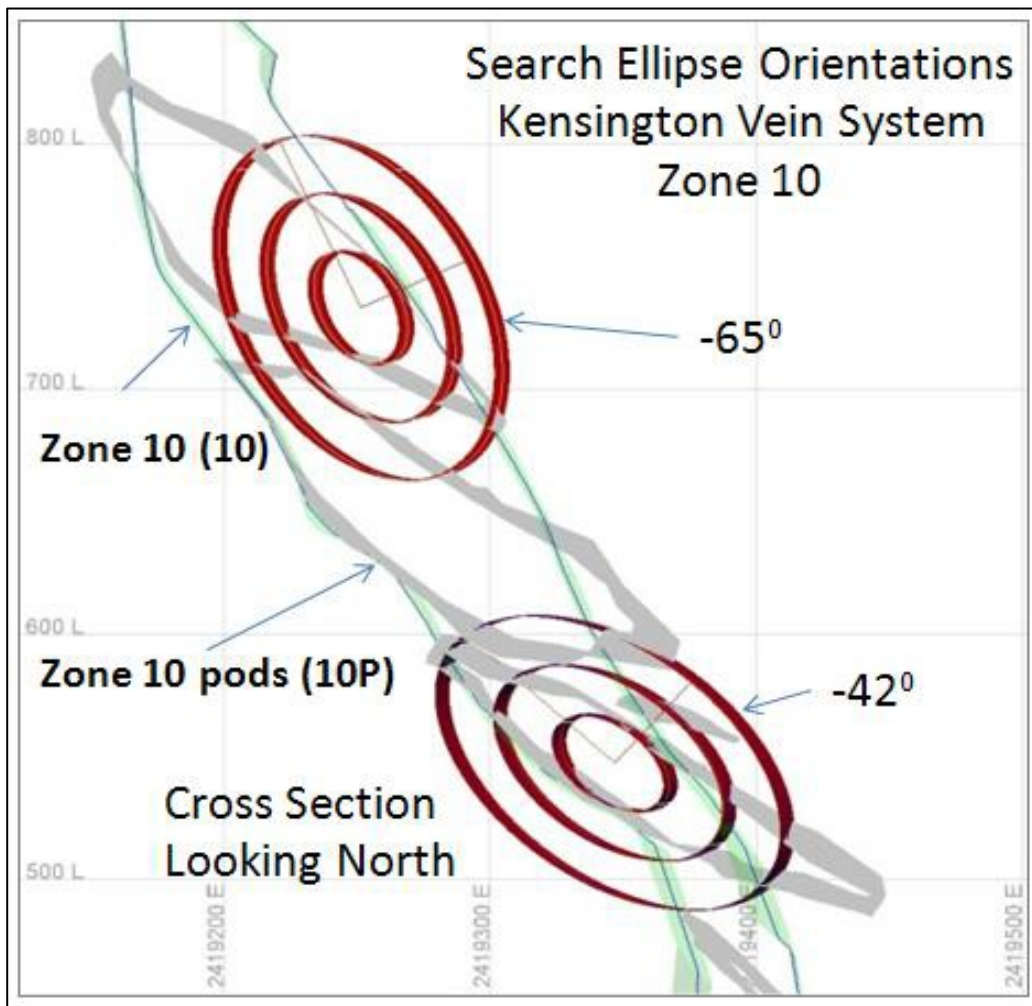 Search Ellipse Orientations
Kensington Vein System
Zone 10
800 L
-65⁰
700 L
Zone 10 (10)
600 L
Zone 10 pods (10P)
-42⁰
Cross Section
Looking North
500 L
2419200 E
2419300 E
2419400 E
2419500 E